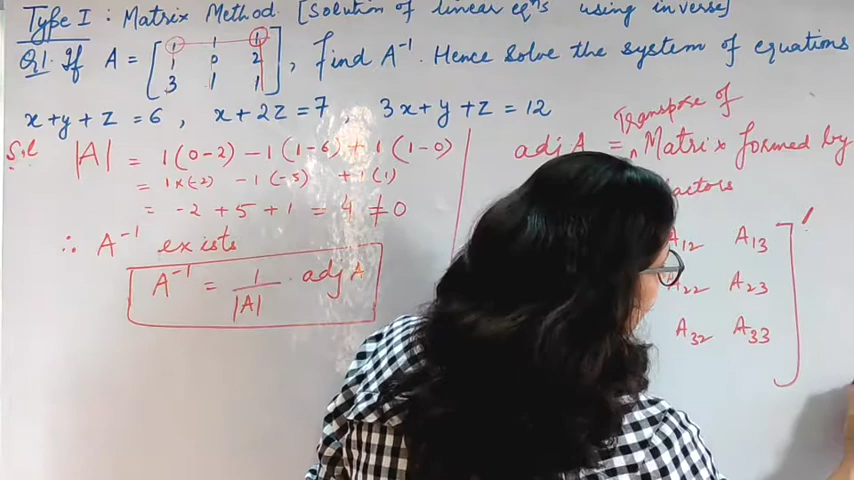 Type I : Matrix Method. [Solution of linear eqns using inverse]
Q1. If A = [ 1 1 1
1 0 2
3 1 1 ], find A⁻¹. Hence solve the system of equations
x+y+z = 6, x+2z = 7, 3x+y+z = 12
Sol |A| = 1(0-2) -1(1-6) +1(1-0)
= 1x(-2) -1(-5) +1(1)
= -2 +5 +1 = 4 ≠ 0
∴ A⁻¹ exists
A⁻¹ = 1/|A| . adj A
adj A = Transpose of
Matrix formed by
A12 A13 ]′
A22 A23
A32 A33